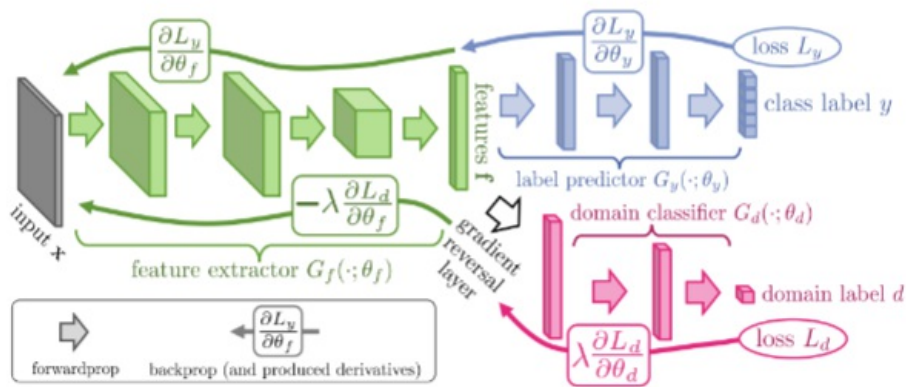 ∂L_y/∂θ_f
∂L_y/∂θ_y
loss L_y
input x
features f
class label y
label predictor G_y(·; θ_y)
−λ ∂L_d/∂θ_f
feature extractor G_f(·; θ_f)
gradient
reversal
layer
domain classifier G_d(·; θ_d)
domain label d
λ ∂L_d/∂θ_d
loss L_d
forwardprop
∂L_y/∂θ_f
backprop (and produced derivatives)